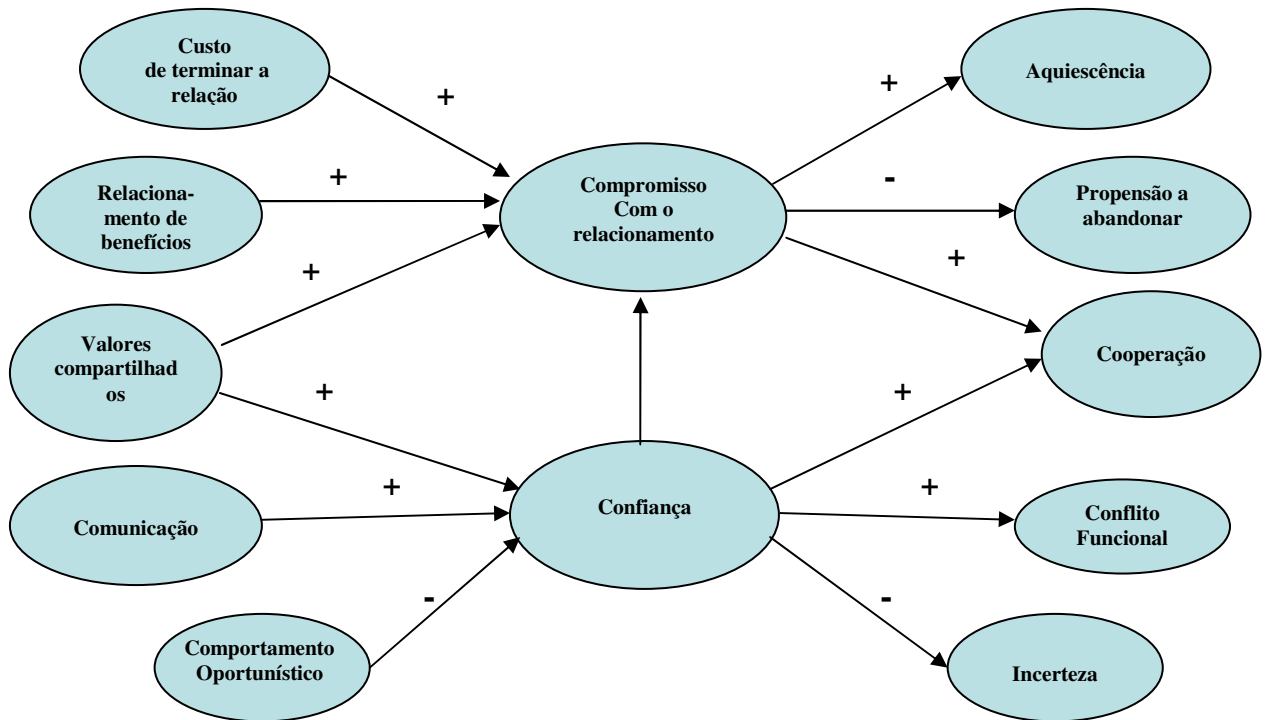 Custo
de terminar a
relação
+
+
Aquiescência
Relaciona-
mento de
benefícios
+
Compromisso
Com o
relacionamento
-
Propensão a
abandonar
+
+
Valores
compartilhad
os
Cooperação
+
+
Comunicação
+
Confiança
+
Conflito
Funcional
-
-
Comportamento
Oportunístico
Incerteza